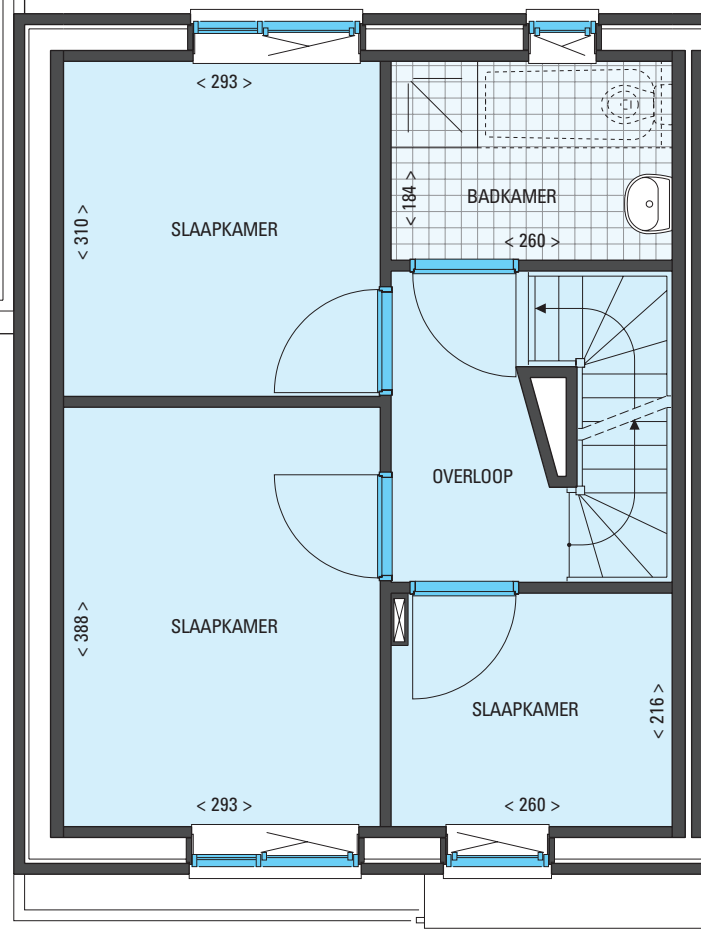 < 293 >
< 310 >
SLAAPKAMER
< 184 >
BADKAMER
< 260 >
OVERLOOP
< 388 >
SLAAPKAMER
< 293 >
SLAAPKAMER
< 216 >
< 260 >